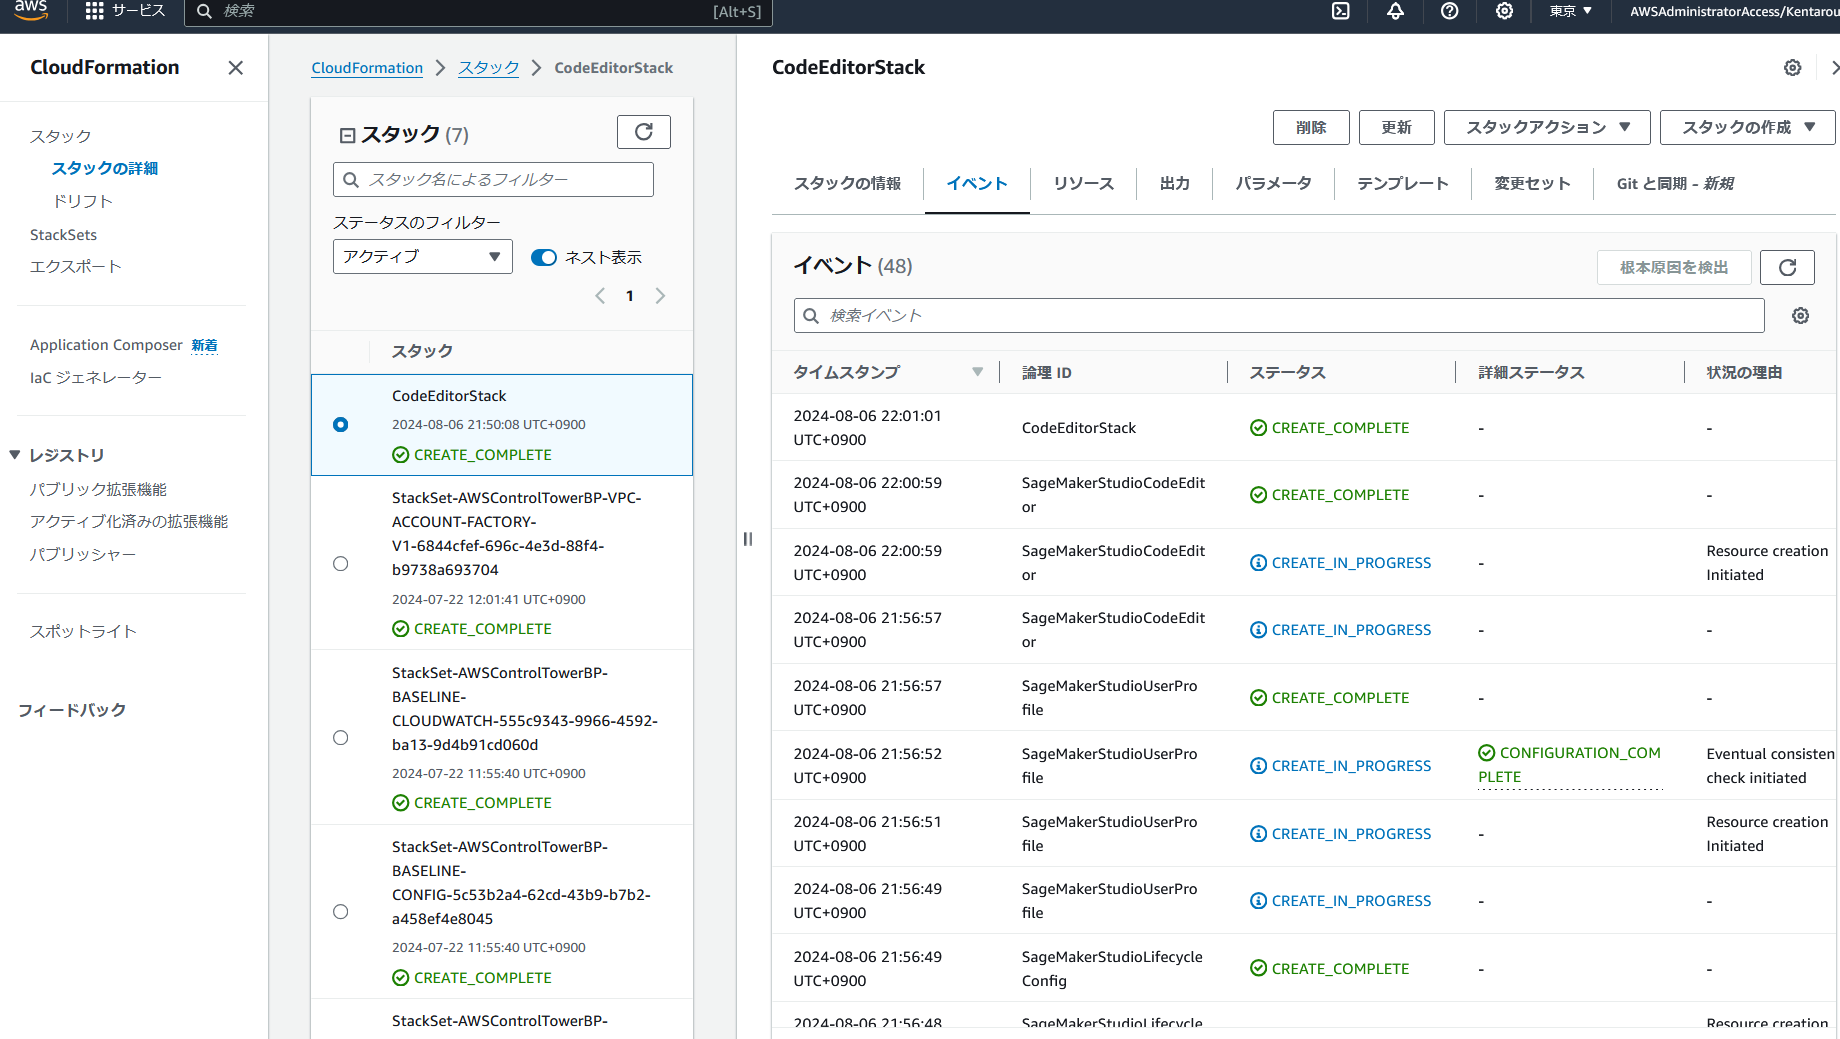 aws
サービス
検索
[Alt+S]
東京 ▼
AWSAdministratorAccess/Kentarou
CloudFormation
スタック
スタックの詳細
ドリフト
StackSets
エクスポート
Application Composer 新着
IaC ジェネレーター
▼ レジストリ
パブリック拡張機能
アクティブ化済みの拡張機能
パブリッシャー
スポットライト
フィードバック
CloudFormation > スタック > CodeEditorStack
スタック (7)
スタック名によるフィルター
ステータスのフィルター
アクティブ
ネスト表示
1
スタック
CodeEditorStack
2024-08-06 21:50:08 UTC+0900
CREATE_COMPLETE
StackSet-AWSControlTowerBP-VPC-
ACCOUNT-FACTORY-
V1-6844cfef-696c-4e3d-88f4-
b9738a693704
2024-07-22 12:01:41 UTC+0900
CREATE_COMPLETE
StackSet-AWSControlTowerBP-
BASELINE-
CLOUDWATCH-555c9343-9966-4592-
ba13-9d4b91cd060d
2024-07-22 11:55:40 UTC+0900
CREATE_COMPLETE
StackSet-AWSControlTowerBP-
BASELINE-
CONFIG-5c53b2a4-62cd-43b9-b7b2-
a458ef4e8045
2024-07-22 11:55:40 UTC+0900
CREATE_COMPLETE
StackSet-AWSControlTowerBP-
CodeEditorStack
削除
更新
スタックアクション ▼
スタックの作成 ▼
スタックの情報
イベント
リソース
出力
パラメータ
テンプレート
変更セット
Git と同期 - 新規
イベント (48)
根本原因を検出
検索イベント
タイムスタンプ
論理 ID
ステータス
詳細ステータス
状況の理由
2024-08-06 22:01:01
UTC+0900
CodeEditorStack
CREATE_COMPLETE
-
-
2024-08-06 22:00:59
UTC+0900
SageMakerStudioCodeEdit
or
CREATE_COMPLETE
-
-
2024-08-06 22:00:59
UTC+0900
SageMakerStudioCodeEdit
or
CREATE_IN_PROGRESS
-
Resource creation
Initiated
2024-08-06 21:56:57
UTC+0900
SageMakerStudioCodeEdit
or
CREATE_IN_PROGRESS
-
-
2024-08-06 21:56:57
UTC+0900
SageMakerStudioUserPro
file
CREATE_COMPLETE
-
-
2024-08-06 21:56:52
UTC+0900
SageMakerStudioUserPro
file
CREATE_IN_PROGRESS
CONFIGURATION_COM
PLETE
Eventual consisten
check initiated
2024-08-06 21:56:51
UTC+0900
SageMakerStudioUserPro
file
CREATE_IN_PROGRESS
-
Resource creation
Initiated
2024-08-06 21:56:49
UTC+0900
SageMakerStudioUserPro
file
CREATE_IN_PROGRESS
-
-
2024-08-06 21:56:49
UTC+0900
SageMakerStudioLifecycle
Config
CREATE_COMPLETE
-
-
2024-08-06 21:56:48
SageMakerStudioLifecycle
Resource creation